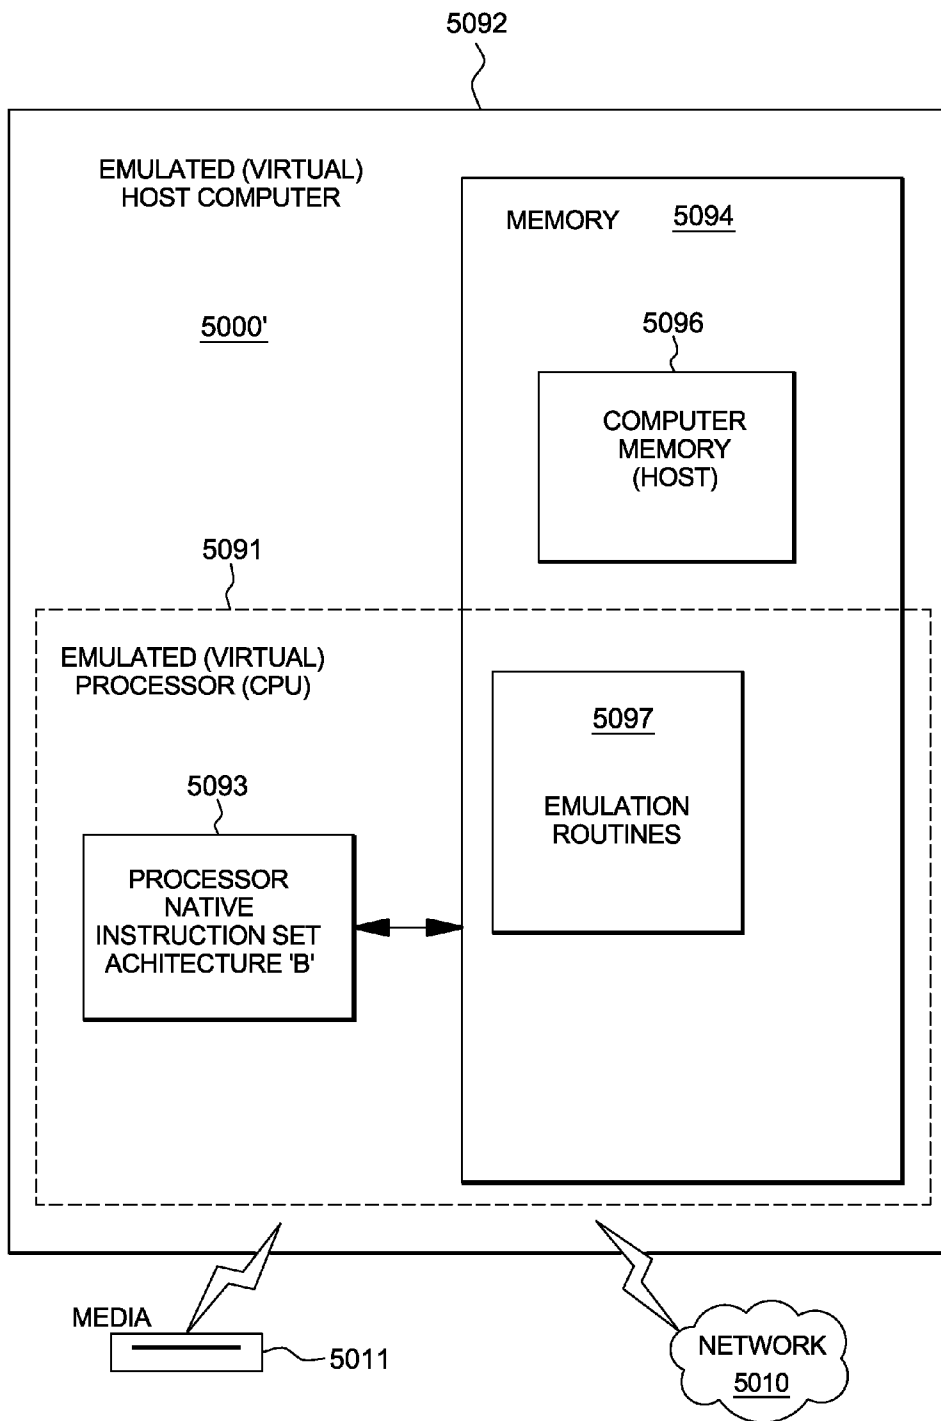 5092
EMULATED (VIRTUAL)
HOST COMPUTER
MEMORY 5094
5000'
5096
COMPUTER
MEMORY
(HOST)
5091
EMULATED (VIRTUAL)
PROCESSOR (CPU)
5097
EMULATION
ROUTINES
5093
PROCESSOR
NATIVE
INSTRUCTION SET
ACHITECTURE 'B'
MEDIA
5011
NETWORK
5010